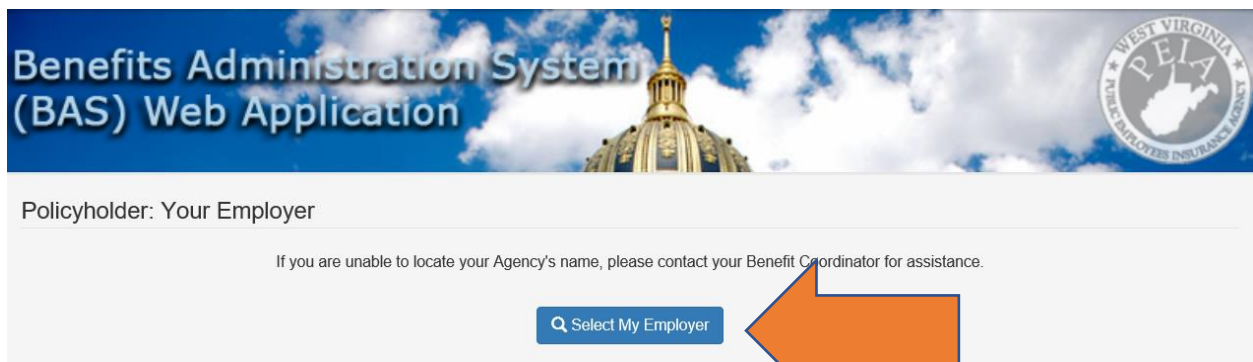 Benefits Administration System
(BAS) Web Application
WEST VIRGINIA
PEIA
PUBLIC EMPLOYEES INSURANCE AGENCY
Policyholder: Your Employer
If you are unable to locate your Agency's name, please contact your Benefit Coordinator for assistance.
Select My Employer